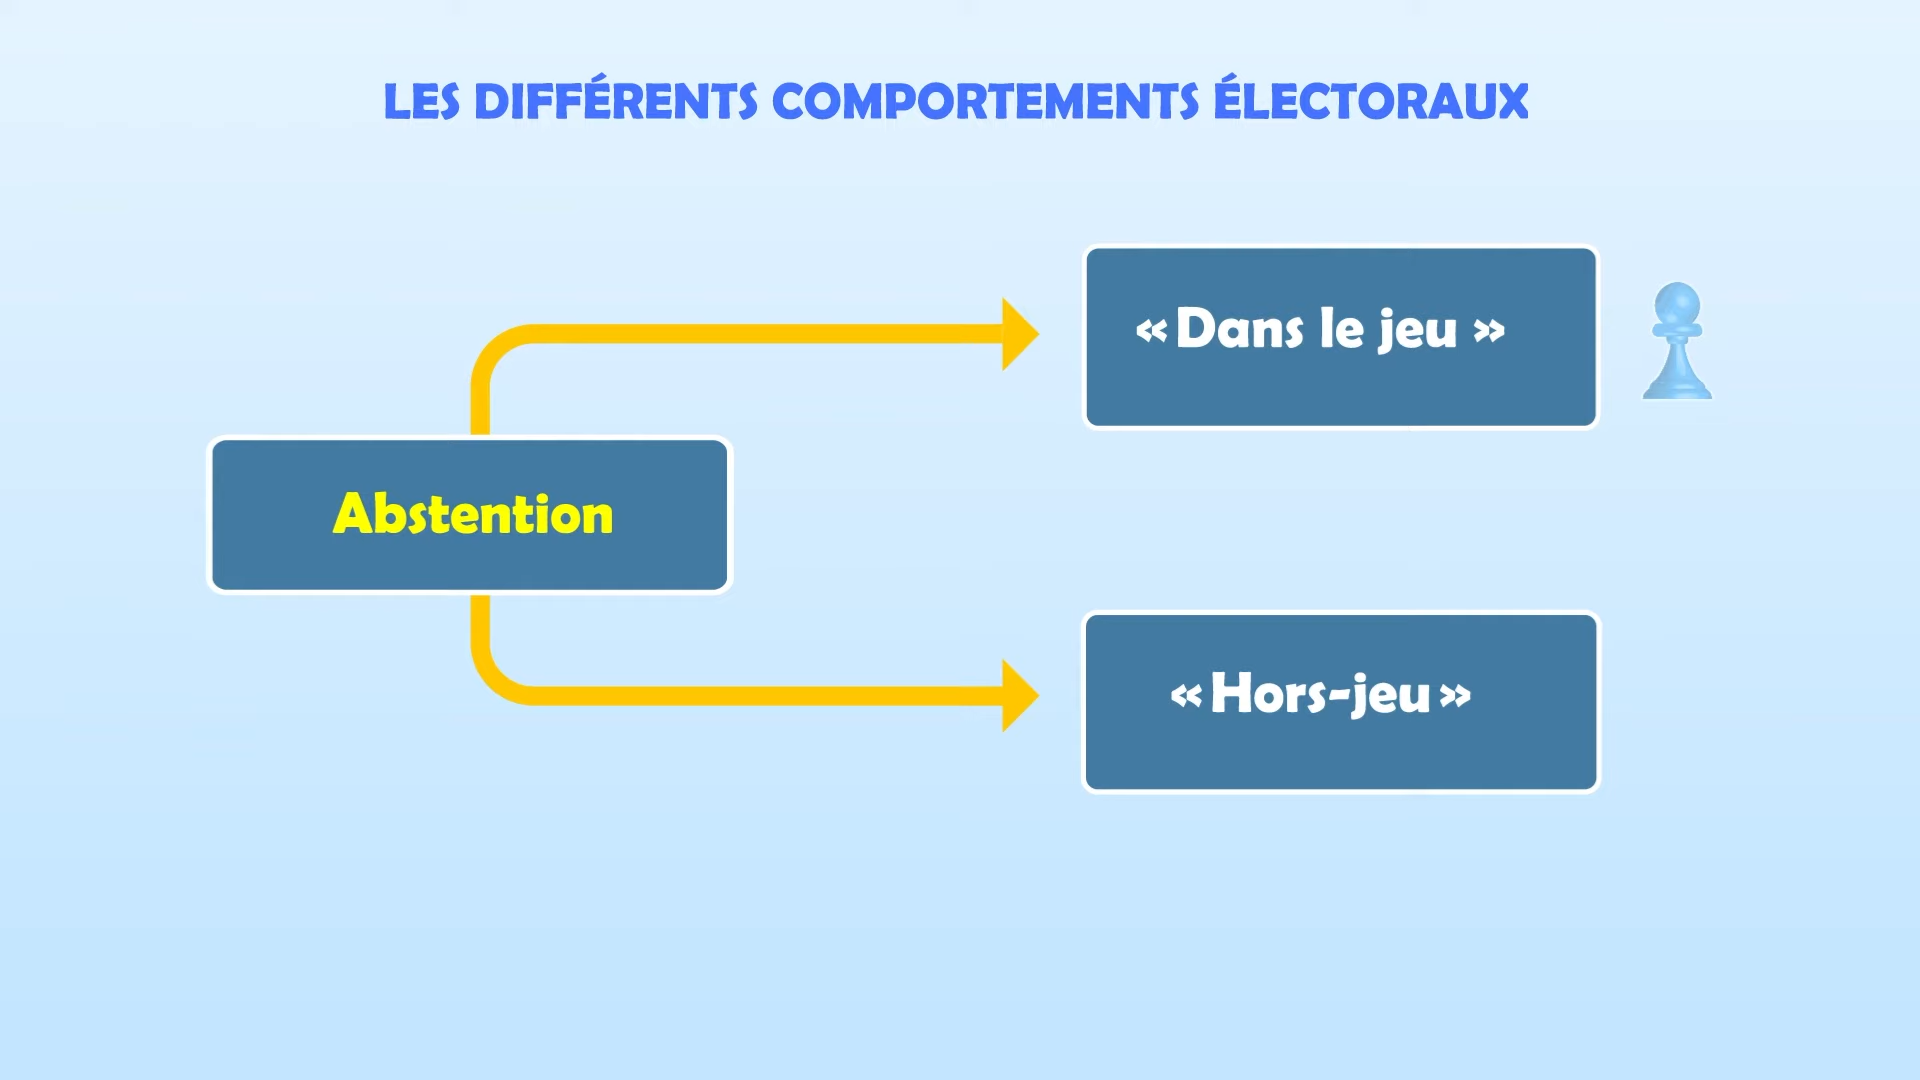 LES DIFFÉRENTS COMPORTEMENTS ÉLECTORAUX
« Dans le jeu »
Abstention
« Hors-jeu »